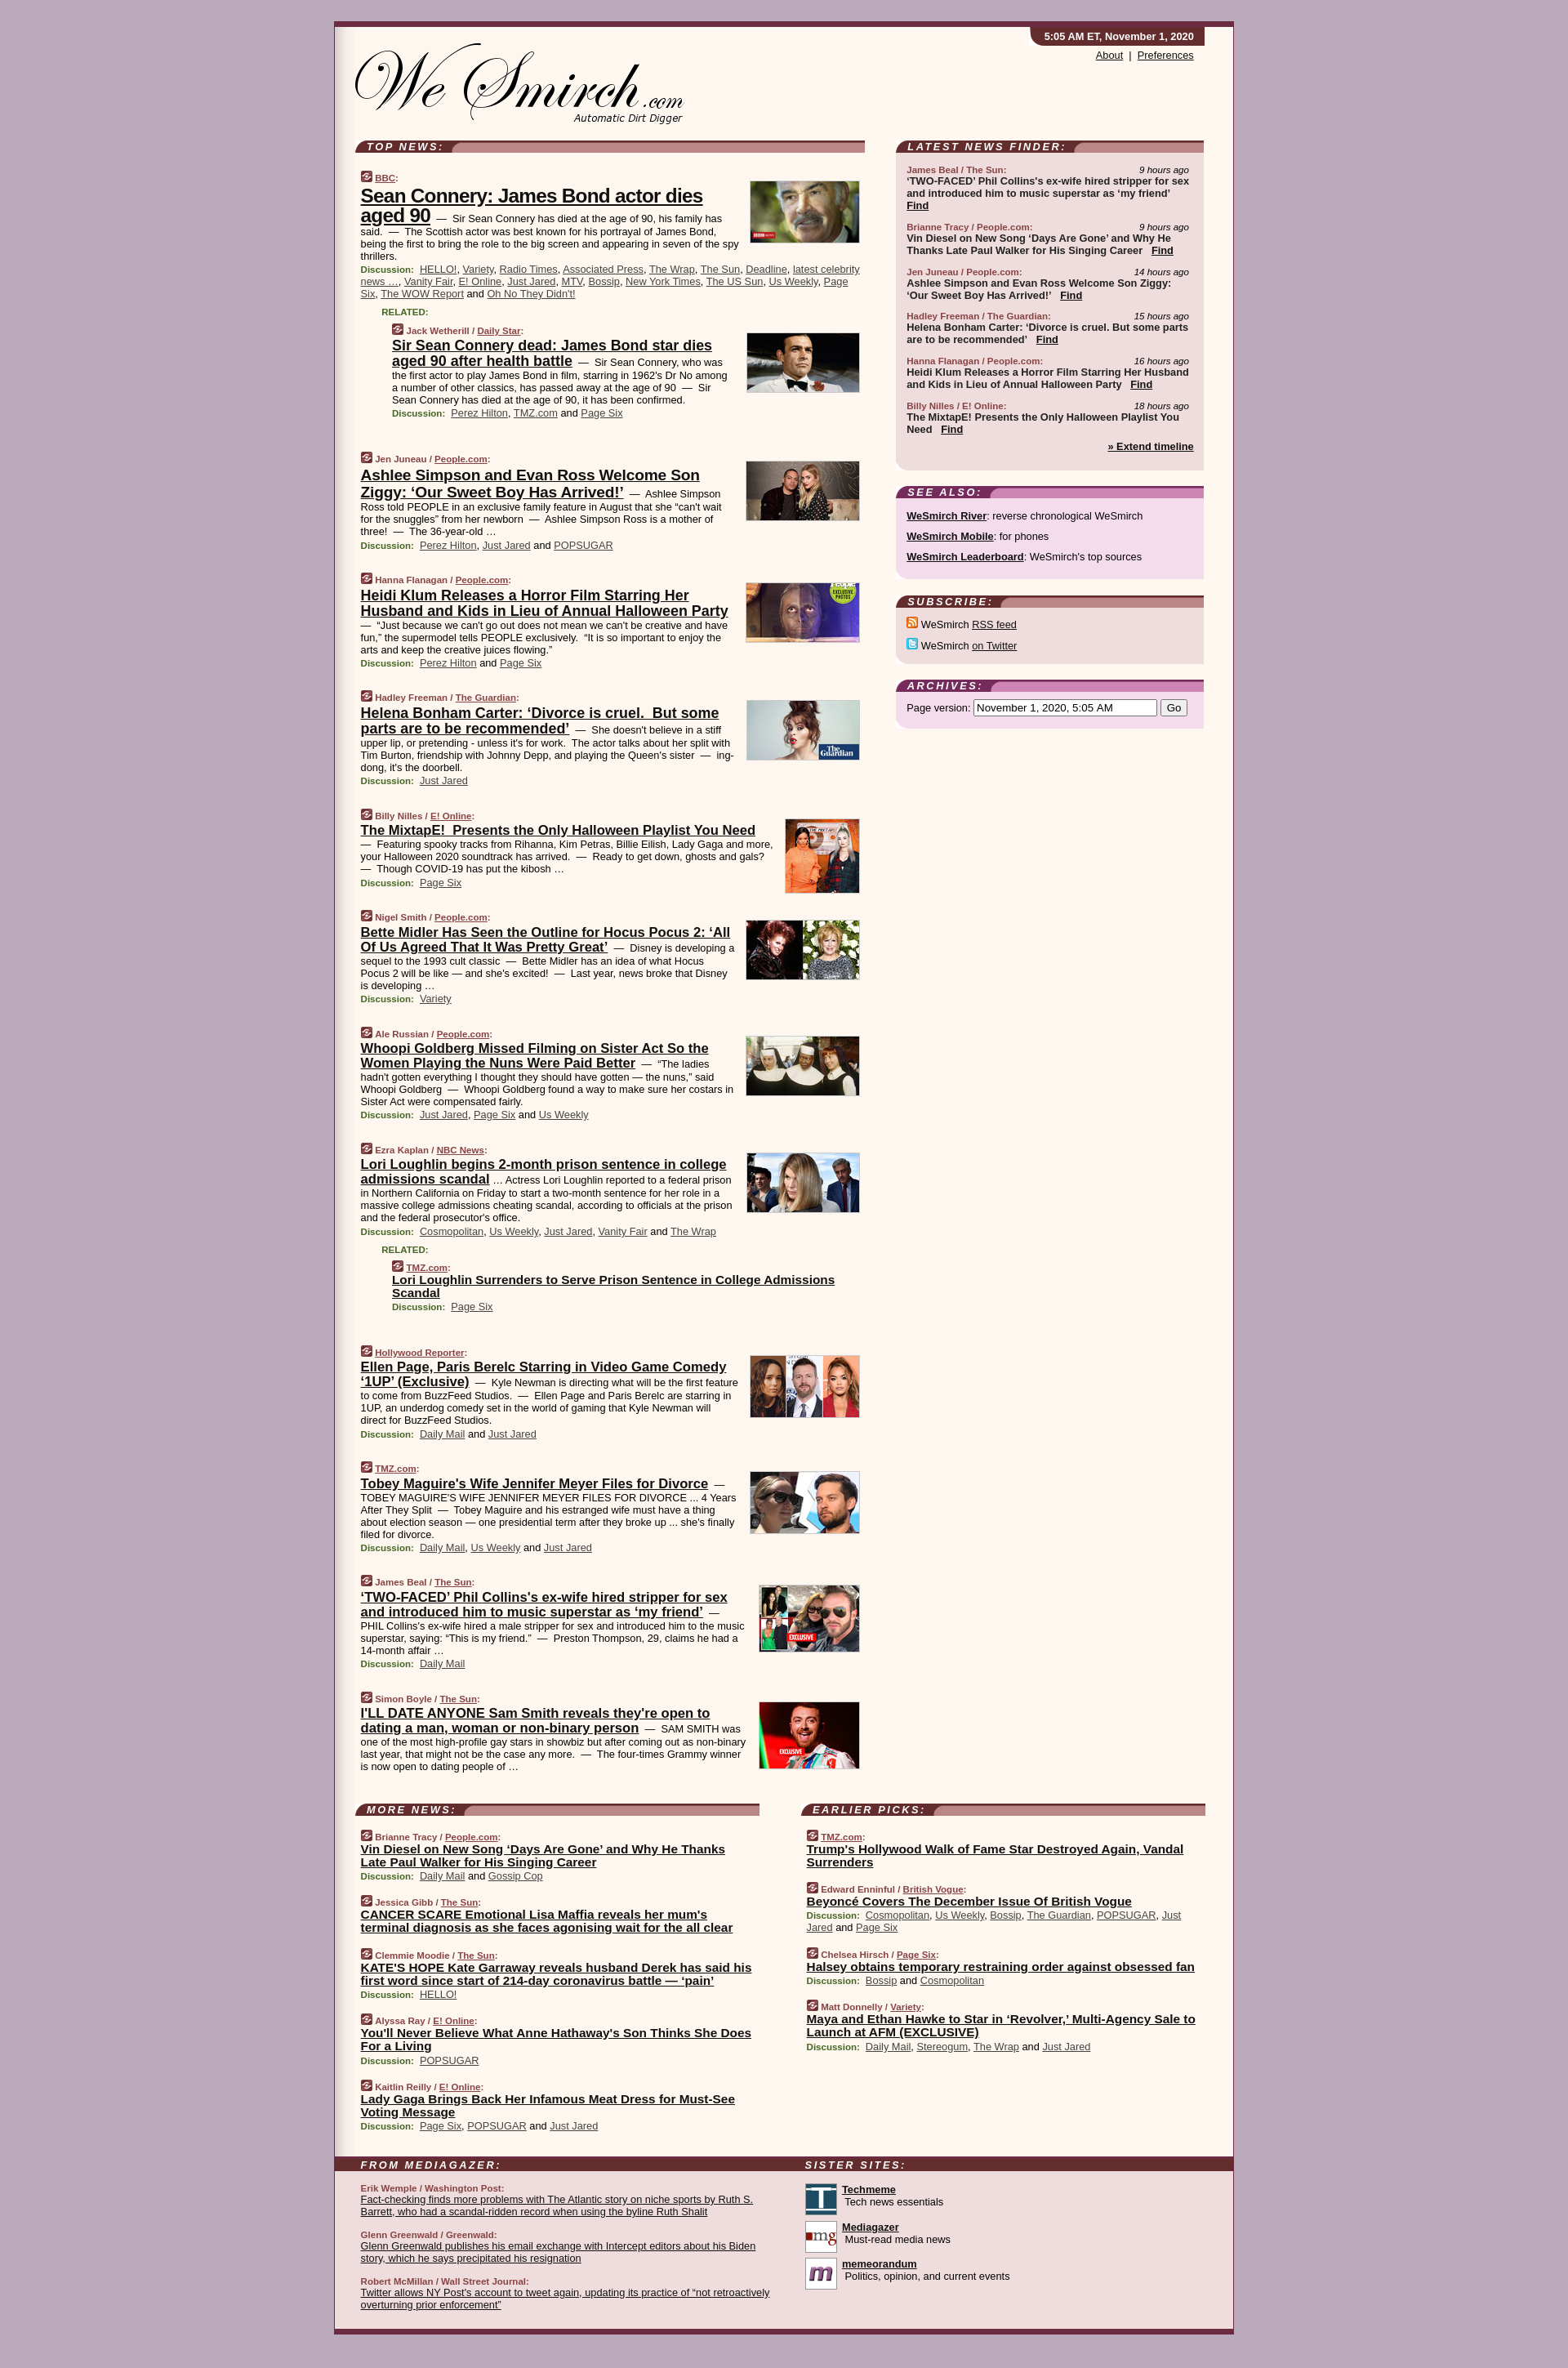 5:05 AM ET, November 1, 2020
About | Preferences
We Smirch.com
Automatic Dirt Digger
TOP NEWS:
BBC:
Sean Connery: James Bond actor dies
aged 90 — Sir Sean Connery has died at the age of 90, his family has
said. — The Scottish actor was best known for his portrayal of James Bond,
being the first to bring the role to the big screen and appearing in seven of the spy
thrillers.
Discussion: HELLO!, Variety, Radio Times, Associated Press, The Wrap, The Sun, Deadline, latest celebrity
news …, Vanity Fair, E! Online, Just Jared, MTV, Bossip, New York Times, The US Sun, Us Weekly, Page
Six, The WOW Report and Oh No They Didn't!
RELATED:
Jack Wetherill / Daily Star:
Sir Sean Connery dead: James Bond star dies
aged 90 after health battle — Sir Sean Connery, who was
the first actor to play James Bond in film, starring in 1962's Dr No among
a number of other classics, has passed away at the age of 90 — Sir
Sean Connery has died at the age of 90, it has been confirmed.
Discussion: Perez Hilton, TMZ.com and Page Six
Jen Juneau / People.com:
Ashlee Simpson and Evan Ross Welcome Son
Ziggy: ‘Our Sweet Boy Has Arrived!’ — Ashlee Simpson
Ross told PEOPLE in an exclusive family feature in August that she “can't wait
for the snuggles” from her newborn — Ashlee Simpson Ross is a mother of
three! — The 36-year-old …
Discussion: Perez Hilton, Just Jared and POPSUGAR
Hanna Flanagan / People.com:
Heidi Klum Releases a Horror Film Starring Her
Husband and Kids in Lieu of Annual Halloween Party
— “Just because we can't go out does not mean we can't be creative and have
fun,” the supermodel tells PEOPLE exclusively. “It is so important to enjoy the
arts and keep the creative juices flowing.”
Discussion: Perez Hilton and Page Six
EXCLUSIVE
PHOTOS
Hadley Freeman / The Guardian:
Helena Bonham Carter: ‘Divorce is cruel. But some
parts are to be recommended’ — She doesn't believe in a stiff
upper lip, or pretending - unless it's for work. The actor talks about her split with
Tim Burton, friendship with Johnny Depp, and playing the Queen's sister — ing-
dong, it's the doorbell.
Discussion: Just Jared
The
Guardian
Billy Nilles / E! Online:
The MixtapE! Presents the Only Halloween Playlist You Need
— Featuring spooky tracks from Rihanna, Kim Petras, Billie Eilish, Lady Gaga and more,
your Halloween 2020 soundtrack has arrived. — Ready to get down, ghosts and gals?
— Though COVID-19 has put the kibosh …
Discussion: Page Six
Nigel Smith / People.com:
Bette Midler Has Seen the Outline for Hocus Pocus 2: ‘All
Of Us Agreed That It Was Pretty Great’ — Disney is developing a
sequel to the 1993 cult classic — Bette Midler has an idea of what Hocus
Pocus 2 will be like — and she's excited! — Last year, news broke that Disney
is developing …
Discussion: Variety
Ale Russian / People.com:
Whoopi Goldberg Missed Filming on Sister Act So the
Women Playing the Nuns Were Paid Better — “The ladies
hadn't gotten everything I thought they should have gotten — the nuns,” said
Whoopi Goldberg — Whoopi Goldberg found a way to make sure her costars in
Sister Act were compensated fairly.
Discussion: Just Jared, Page Six and Us Weekly
Ezra Kaplan / NBC News:
Lori Loughlin begins 2-month prison sentence in college
admissions scandal … Actress Lori Loughlin reported to a federal prison
in Northern California on Friday to start a two-month sentence for her role in a
massive college admissions cheating scandal, according to officials at the prison
and the federal prosecutor's office.
Discussion: Cosmopolitan, Us Weekly, Just Jared, Vanity Fair and The Wrap
RELATED:
TMZ.com:
Lori Loughlin Surrenders to Serve Prison Sentence in College Admissions
Scandal
Discussion: Page Six
Hollywood Reporter:
Ellen Page, Paris Berelc Starring in Video Game Comedy
‘1UP’ (Exclusive) — Kyle Newman is directing what will be the first feature
to come from BuzzFeed Studios. — Ellen Page and Paris Berelc are starring in
1UP, an underdog comedy set in the world of gaming that Kyle Newman will
direct for BuzzFeed Studios.
Discussion: Daily Mail and Just Jared
TMZ.com:
Tobey Maguire's Wife Jennifer Meyer Files for Divorce —
TOBEY MAGUIRE'S WIFE JENNIFER MEYER FILES FOR DIVORCE ... 4 Years
After They Split — Tobey Maguire and his estranged wife must have a thing
about election season — one presidential term after they broke up ... she's finally
filed for divorce.
Discussion: Daily Mail, Us Weekly and Just Jared
James Beal / The Sun:
‘TWO-FACED’ Phil Collins's ex-wife hired stripper for sex
and introduced him to music superstar as ‘my friend’ —
PHIL Collins's ex-wife hired a male stripper for sex and introduced him to the music
superstar, saying: “This is my friend.” — Preston Thompson, 29, claims he had a
14-month affair …
Discussion: Daily Mail
EXCLUSIVE
Simon Boyle / The Sun:
I'LL DATE ANYONE Sam Smith reveals they're open to
dating a man, woman or non-binary person — SAM SMITH was
one of the most high-profile gay stars in showbiz but after coming out as non-binary
last year, that might not be the case any more. — The four-times Grammy winner
is now open to dating people of …
EXCLUSIVE
LATEST NEWS FINDER:
James Beal / The Sun: 9 hours ago
‘TWO-FACED’ Phil Collins's ex-wife hired stripper for sex
and introduced him to music superstar as ‘my friend’
Find
Brianne Tracy / People.com: 9 hours ago
Vin Diesel on New Song ‘Days Are Gone’ and Why He
Thanks Late Paul Walker for His Singing Career Find
Jen Juneau / People.com: 14 hours ago
Ashlee Simpson and Evan Ross Welcome Son Ziggy:
‘Our Sweet Boy Has Arrived!’ Find
Hadley Freeman / The Guardian: 15 hours ago
Helena Bonham Carter: ‘Divorce is cruel. But some parts
are to be recommended’ Find
Hanna Flanagan / People.com: 16 hours ago
Heidi Klum Releases a Horror Film Starring Her Husband
and Kids in Lieu of Annual Halloween Party Find
Billy Nilles / E! Online: 18 hours ago
The MixtapE! Presents the Only Halloween Playlist You
Need Find
» Extend timeline
SEE ALSO:
WeSmirch River: reverse chronological WeSmirch
WeSmirch Mobile: for phones
WeSmirch Leaderboard: WeSmirch's top sources
SUBSCRIBE:
WeSmirch RSS feed
WeSmirch on Twitter
ARCHIVES:
Page version: November 1, 2020, 5:05 AM Go
MORE NEWS:
Brianne Tracy / People.com:
Vin Diesel on New Song ‘Days Are Gone’ and Why He Thanks
Late Paul Walker for His Singing Career
Discussion: Daily Mail and Gossip Cop
Jessica Gibb / The Sun:
CANCER SCARE Emotional Lisa Maffia reveals her mum's
terminal diagnosis as she faces agonising wait for the all clear
Clemmie Moodie / The Sun:
KATE'S HOPE Kate Garraway reveals husband Derek has said his
first word since start of 214-day coronavirus battle — ‘pain’
Discussion: HELLO!
Alyssa Ray / E! Online:
You'll Never Believe What Anne Hathaway's Son Thinks She Does
For a Living
Discussion: POPSUGAR
Kaitlin Reilly / E! Online:
Lady Gaga Brings Back Her Infamous Meat Dress for Must-See
Voting Message
Discussion: Page Six, POPSUGAR and Just Jared
EARLIER PICKS:
TMZ.com:
Trump's Hollywood Walk of Fame Star Destroyed Again, Vandal
Surrenders
Edward Enninful / British Vogue:
Beyoncé Covers The December Issue Of British Vogue
Discussion: Cosmopolitan, Us Weekly, Bossip, The Guardian, POPSUGAR, Just
Jared and Page Six
Chelsea Hirsch / Page Six:
Halsey obtains temporary restraining order against obsessed fan
Discussion: Bossip and Cosmopolitan
Matt Donnelly / Variety:
Maya and Ethan Hawke to Star in ‘Revolver,’ Multi-Agency Sale to
Launch at AFM (EXCLUSIVE)
Discussion: Daily Mail, Stereogum, The Wrap and Just Jared
FROM MEDIAGAZER:
Erik Wemple / Washington Post:
Fact-checking finds more problems with The Atlantic story on niche sports by Ruth S.
Barrett, who had a scandal-ridden record when using the byline Ruth Shalit
Glenn Greenwald / Greenwald:
Glenn Greenwald publishes his email exchange with Intercept editors about his Biden
story, which he says precipitated his resignation
Robert McMillan / Wall Street Journal:
Twitter allows NY Post's account to tweet again, updating its practice of “not retroactively
overturning prior enforcement”
SISTER SITES:
T
Techmeme
Tech news essentials
mg
Mediagazer
Must-read media news
m
memeorandum
Politics, opinion, and current events